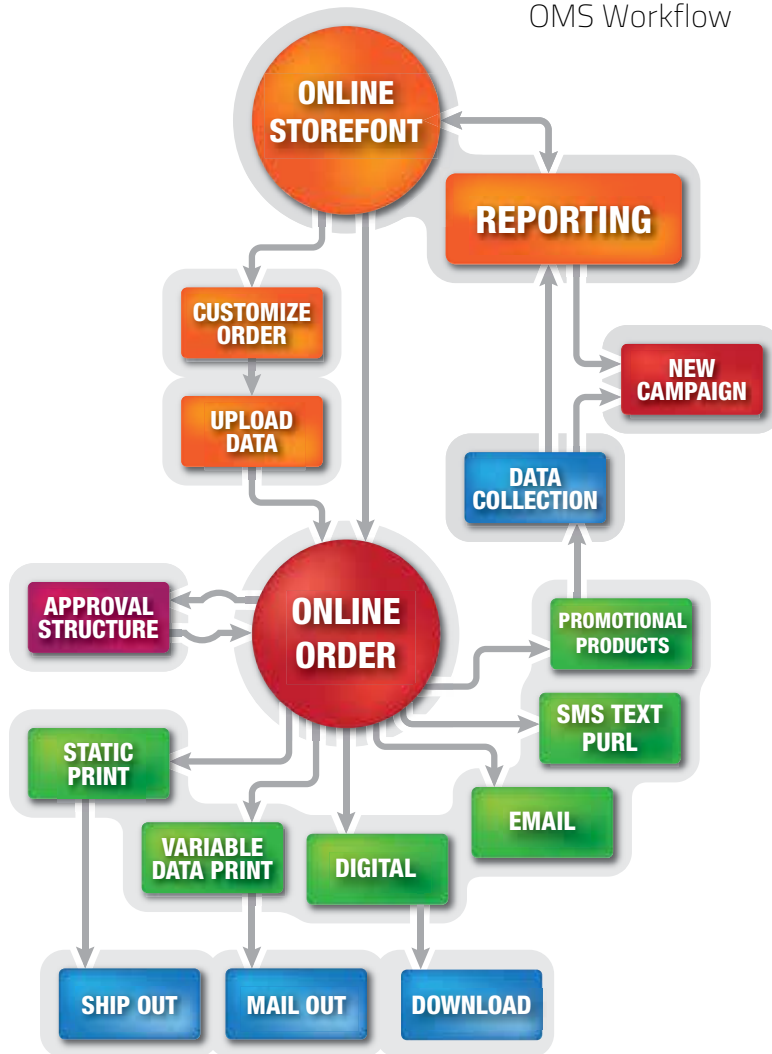 OMS Workflow
ONLINE
STOREFONT
REPORTING
CUSTOMIZE
ORDER
NEW
CAMPAIGN
UPLOAD
DATA
DATA
COLLECTION
APPROVAL
STRUCTURE
ONLINE
ORDER
PROMOTIONAL
PRODUCTS
SMS TEXT
PURL
STATIC
PRINT
EMAIL
VARIABLE
DATA PRINT
DIGITAL
SHIP OUT
MAIL OUT
DOWNLOAD